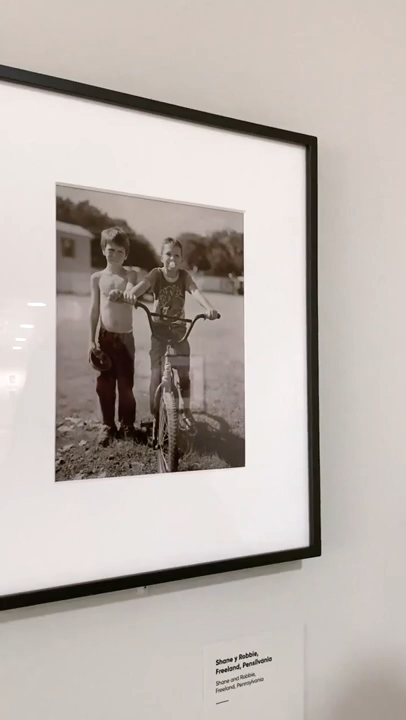 Shane y Robbie,
Freeland, Pensilvania
Shane and Robbie,
Freeland, Pennsylvania